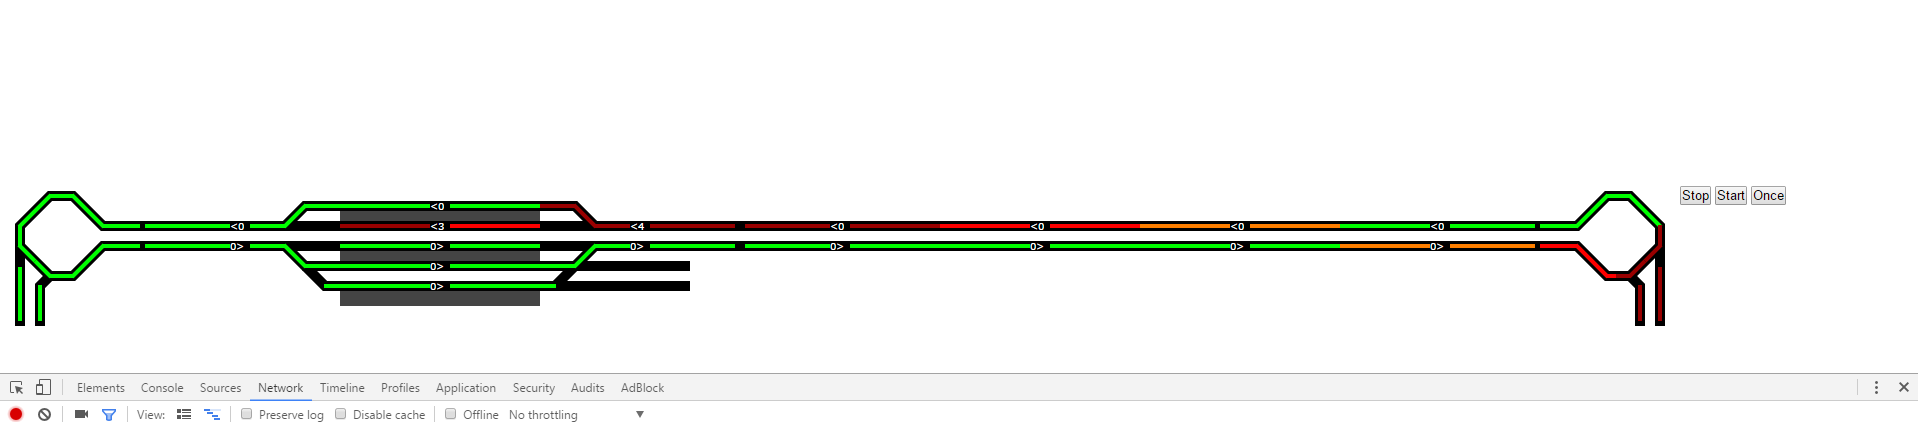 Stop Start Once
<0
<0 <3 <4 <0 <0 <0 <0
0> 0> 0> 0> 0> 0> 0>
0>
0>
Elements Console Sources Network Timeline Profiles Application Security Audits AdBlock
View: Preserve log Disable cache Offline No throttling